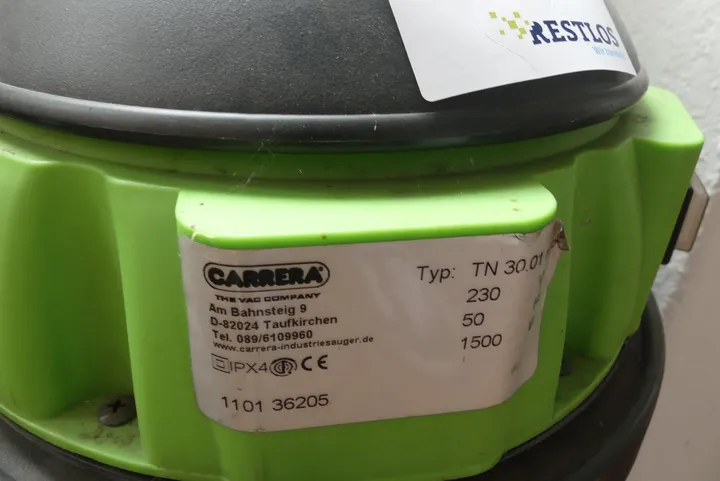 RESTLOS
CARRERA
THE VAC COMPANY
Am Bahnsteig 9
D-82024 Taufkirchen
Tel. 089/6109960
www.carrera-industriesauger.de
IPX4 CE
1101 36205
Typ: TN 30.01
230
50
1500